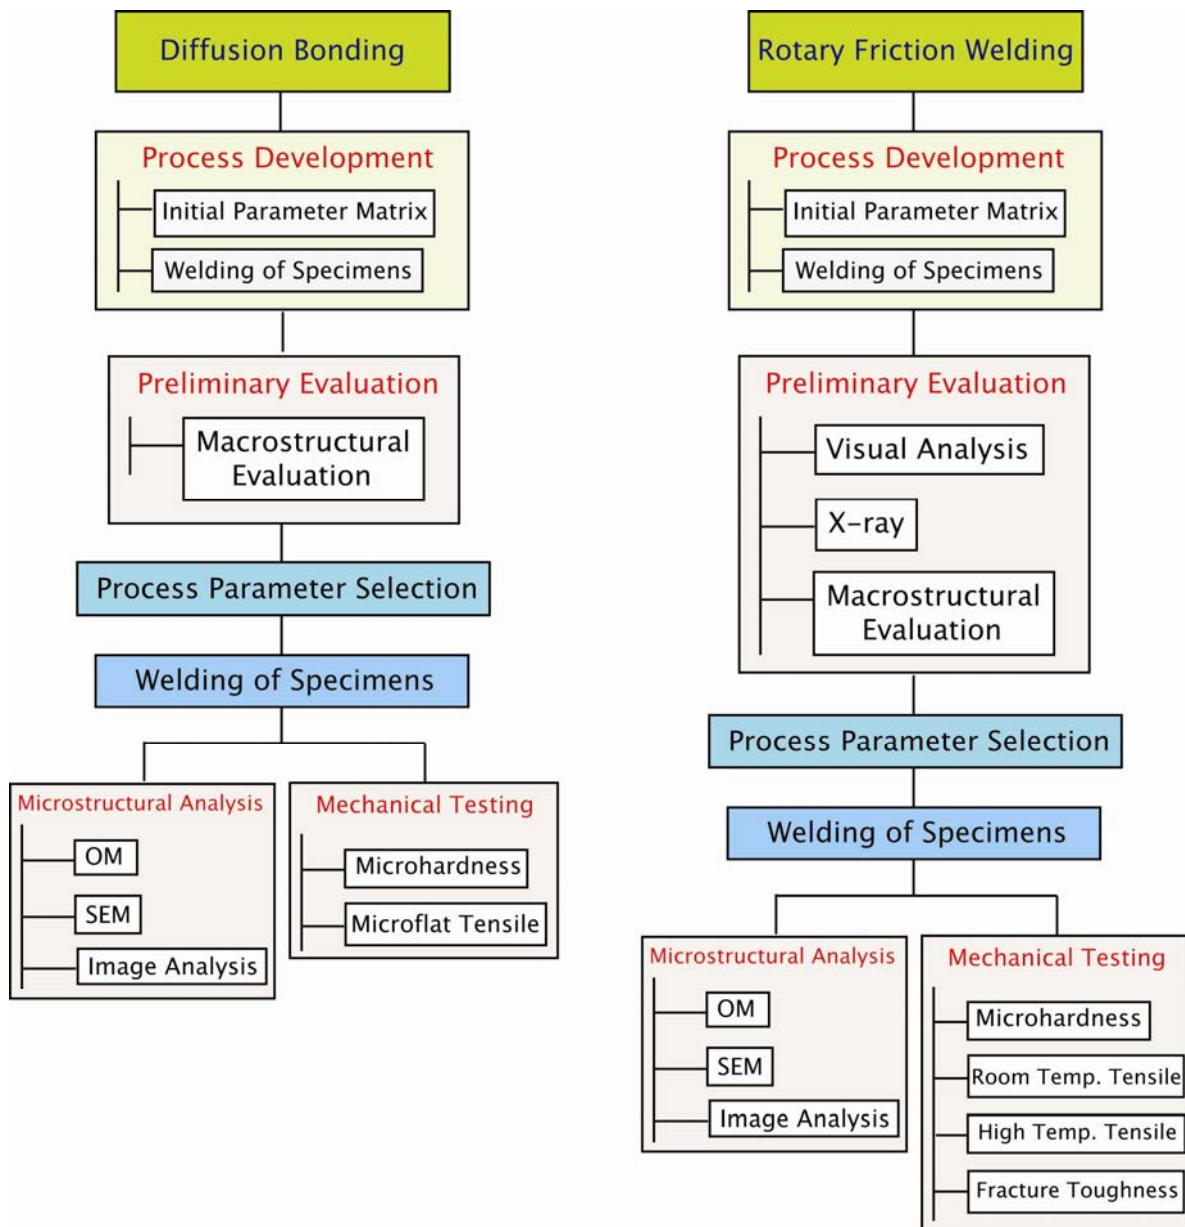 Diffusion Bonding
Process Development
Initial Parameter Matrix
Welding of Specimens
Preliminary Evaluation
Macrostructural
Evaluation
Process Parameter Selection
Welding of Specimens
Microstructural Analysis
OM
SEM
Image Analysis
Mechanical Testing
Microhardness
Microflat Tensile
Rotary Friction Welding
Process Development
Initial Parameter Matrix
Welding of Specimens
Preliminary Evaluation
Visual Analysis
X-ray
Macrostructural
Evaluation
Process Parameter Selection
Welding of Specimens
Microstructural Analysis
OM
SEM
Image Analysis
Mechanical Testing
Microhardness
Room Temp. Tensile
High Temp. Tensile
Fracture Toughness